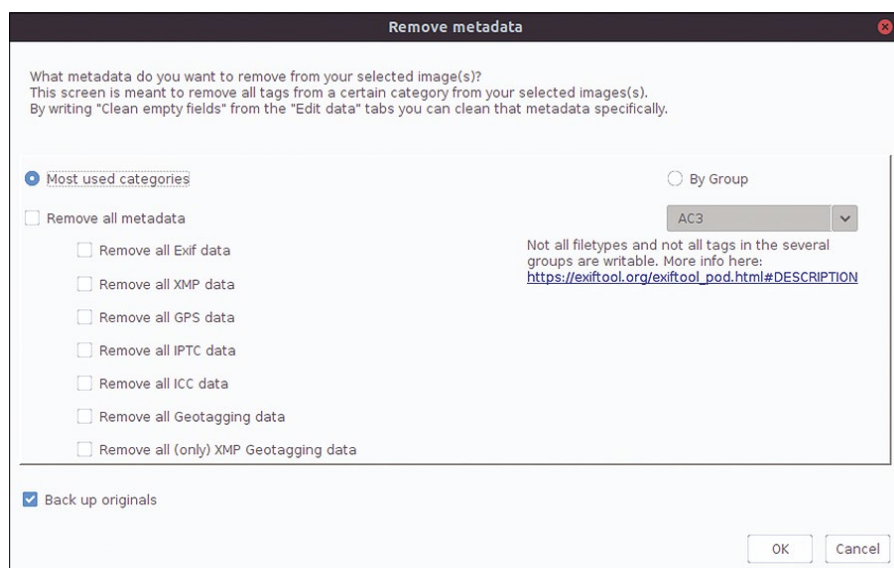 Remove metadata
What metadata do you want to remove from your selected image(s)?
This screen is meant to remove all tags from a certain category from your selected images(s).
By writing "Clean empty fields" from the "Edit data" tabs you can clean that metadata specifically.
Most used categories
By Group
Remove all metadata
AC3
Remove all Exif data
Not all filetypes and not all tags in the several
groups are writable. More info here:
https://exiftool.org/exiftool_pod.html#DESCRIPTION
Remove all XMP data
Remove all GPS data
Remove all IPTC data
Remove all ICC data
Remove all Geotagging data
Remove all (only) XMP Geotagging data
Back up originals
OK
Cancel